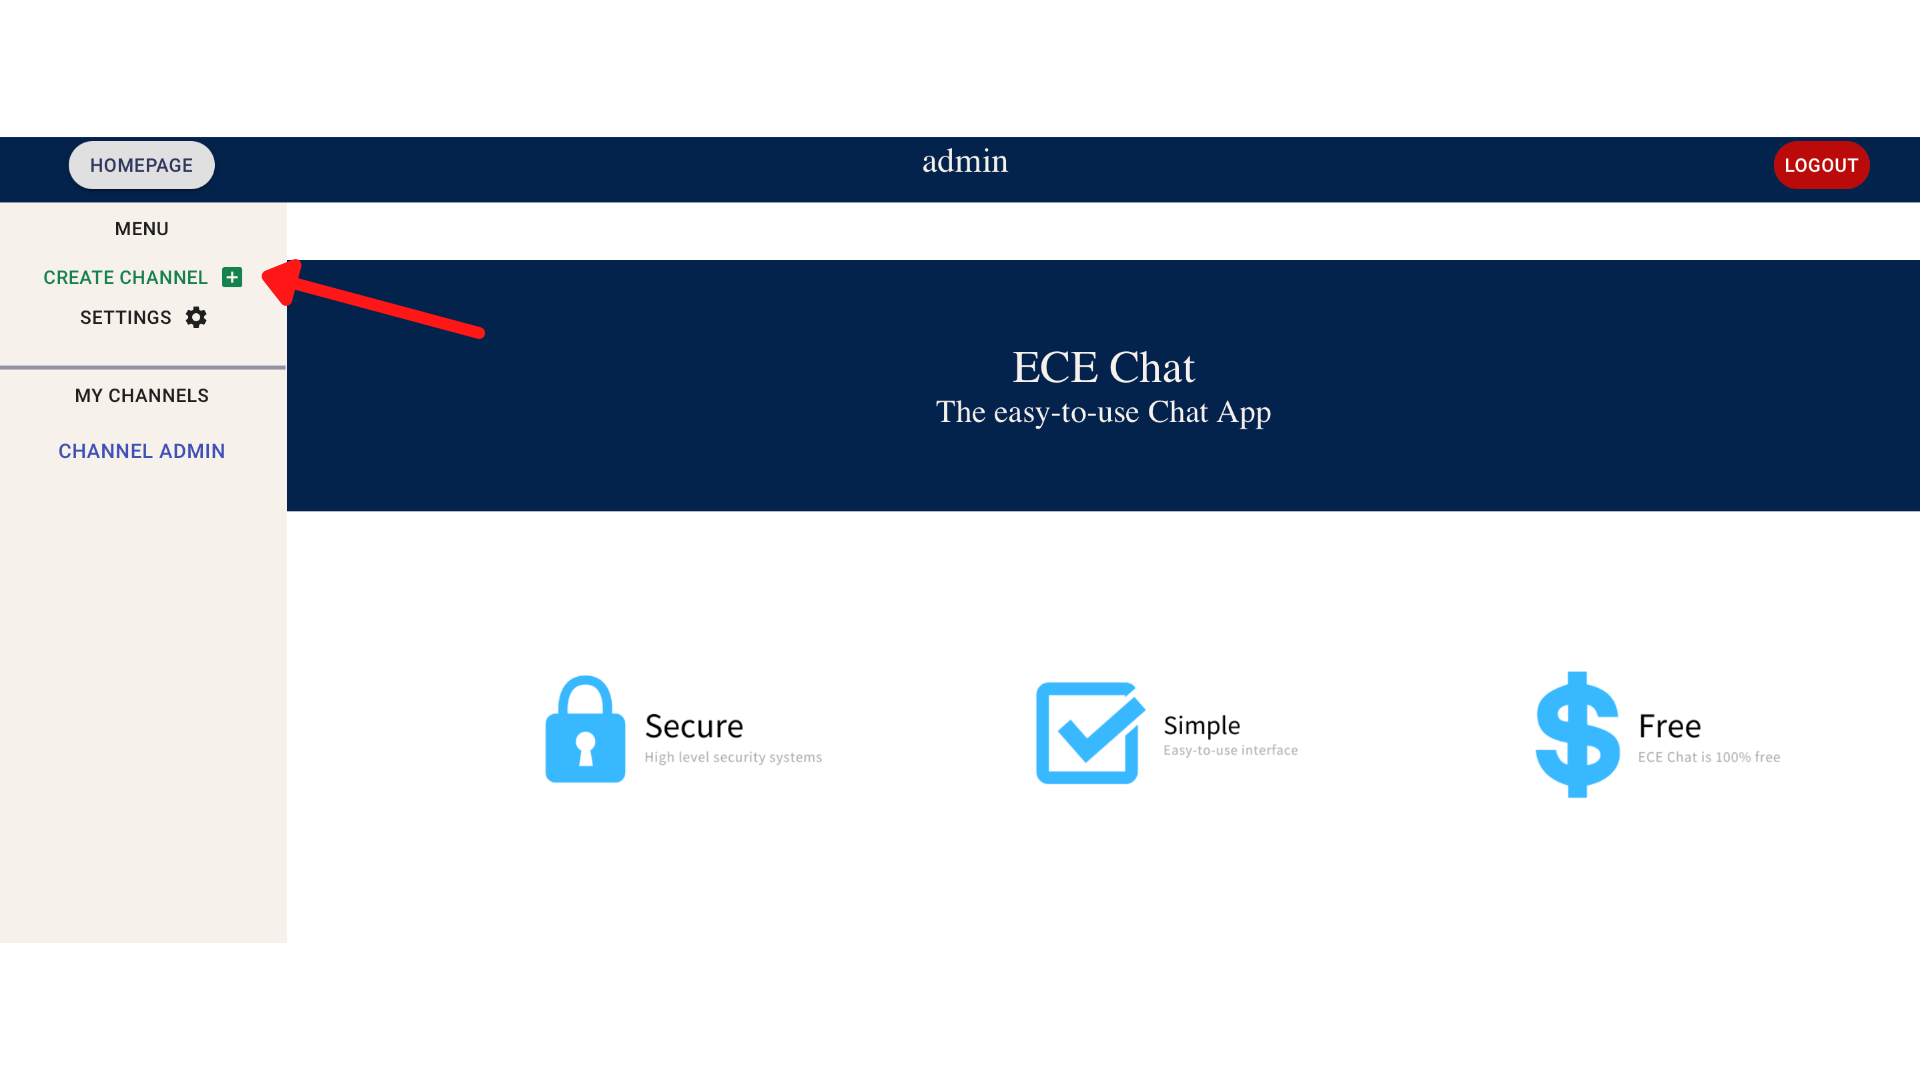 HOMEPAGE
admin
LOGOUT
MENU
CREATE CHANNEL
SETTINGS
MY CHANNELS
CHANNEL ADMIN
ECE Chat
The easy-to-use Chat App
Secure
High level security systems
Simple
Easy-to-use interface
Free
ECE Chat is 100% free